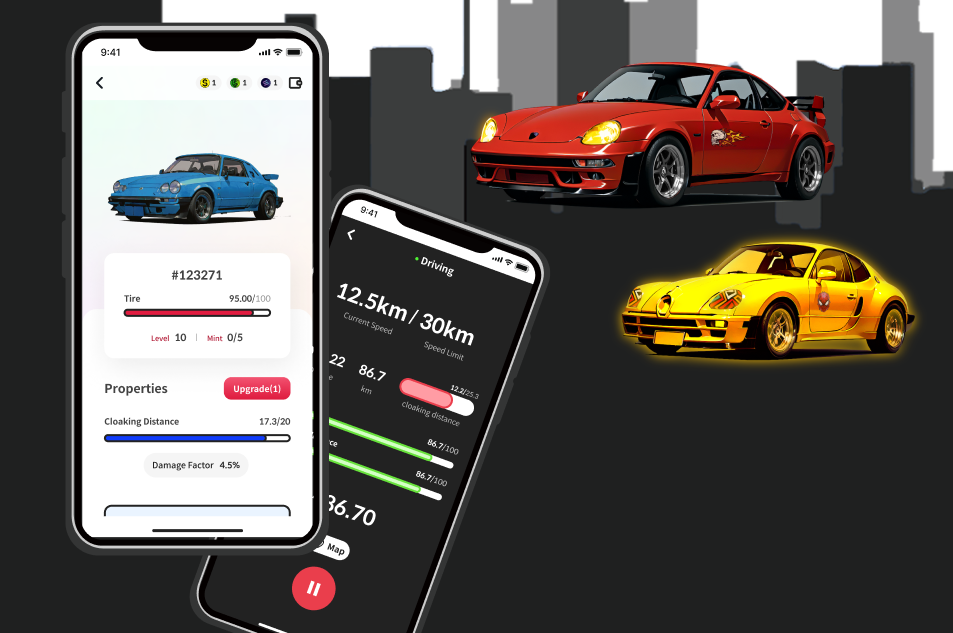 9:41
1 1 1
#123271
Tire 95.00/100
Level 10 | Mint 0/5
Properties Upgrade(1)
Cloaking Distance 17.3/20
Damage Factor 4.5%
9:41
Driving
12.5km / 30km
Current Speed Speed Limit
22 86.7 12.2/25.3
km cloaking distance
86.7/100
86.7/100
36.70
Map